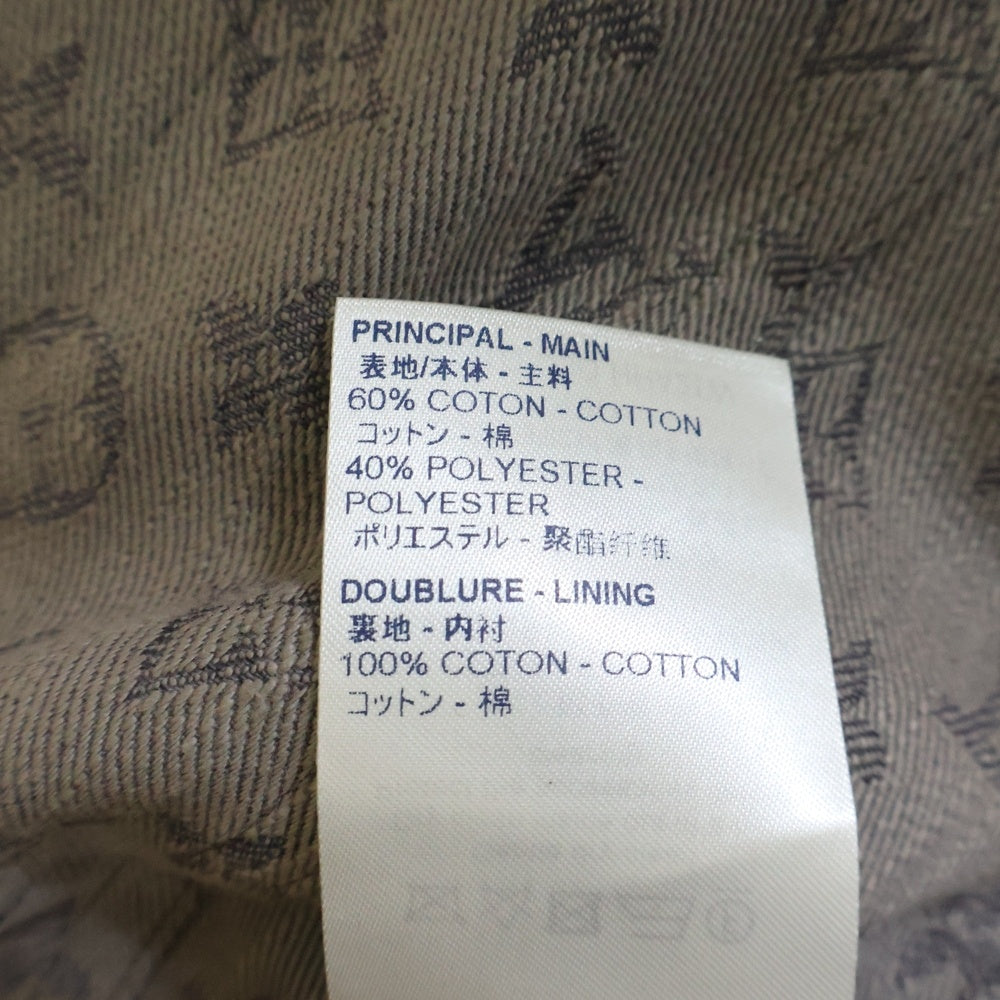 PRINCIPAL - MAIN
表地/本体 - 主料
60% COTON - COTTON
コットン - 棉
40% POLYESTER -
POLYESTER
ポリエステル - 聚酯纤维
DOUBLURE - LINING
裏地 - 内衬
100% COTON - COTTON
コットン - 棉